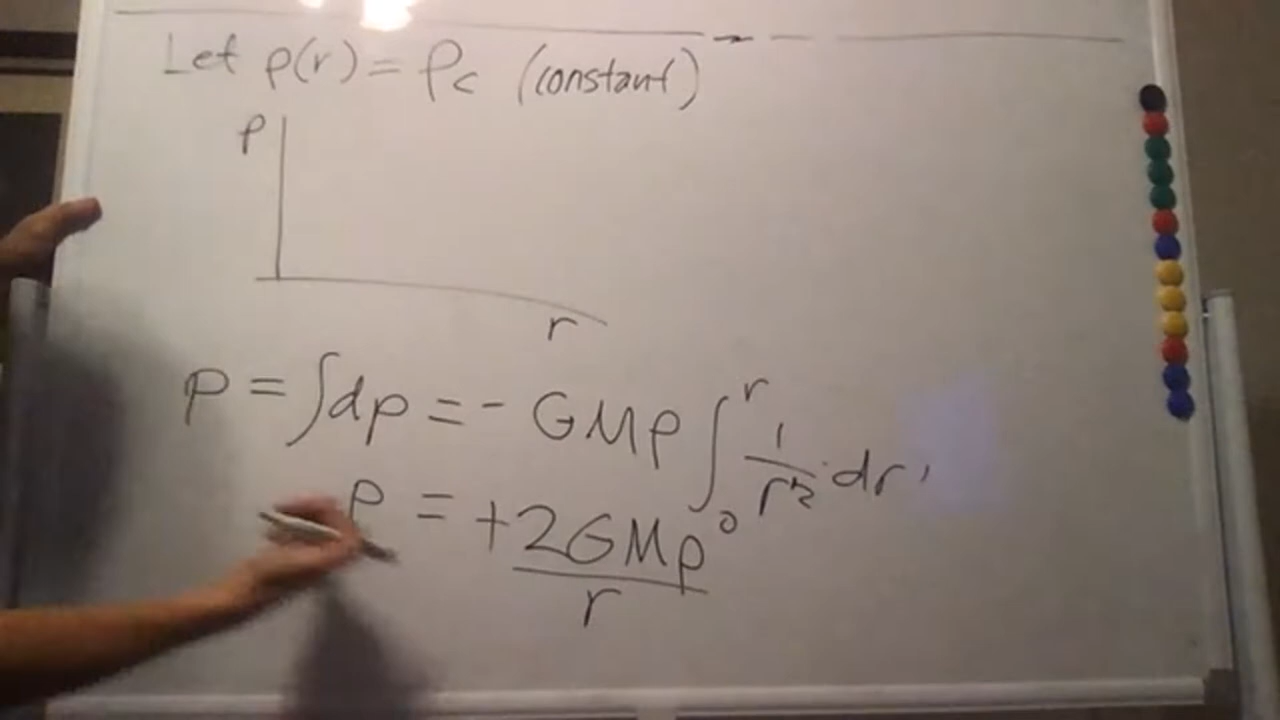 Let ρ(r) = ρc (constant)
P
r
P = ∫dp = - GMρ ∫₀ʳ 1/r'² dr'
P = +2GMρ/r